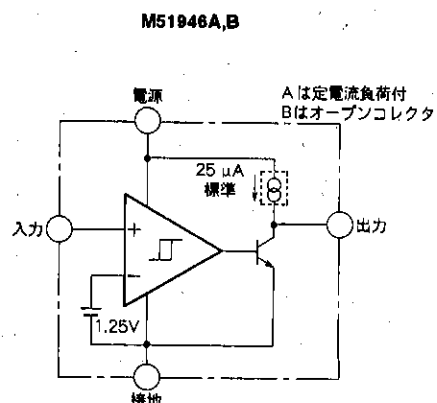 M51946A,B
電源
Aは定電流負荷付
Bはオープンコレクタ
25 μA
標準
入力
+
−
1.25V
出力
接地